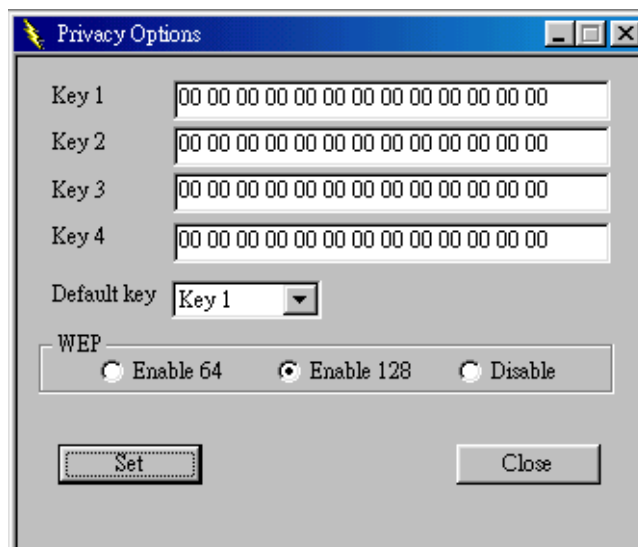 Privacy Options
Key 1 00 00 00 00 00 00 00 00 00 00 00 00 00
Key 2 00 00 00 00 00 00 00 00 00 00 00 00 00
Key 3 00 00 00 00 00 00 00 00 00 00 00 00 00
Key 4 00 00 00 00 00 00 00 00 00 00 00 00 00
Default key Key 1
WEP
Enable 64 Enable 128 Disable
Set Close